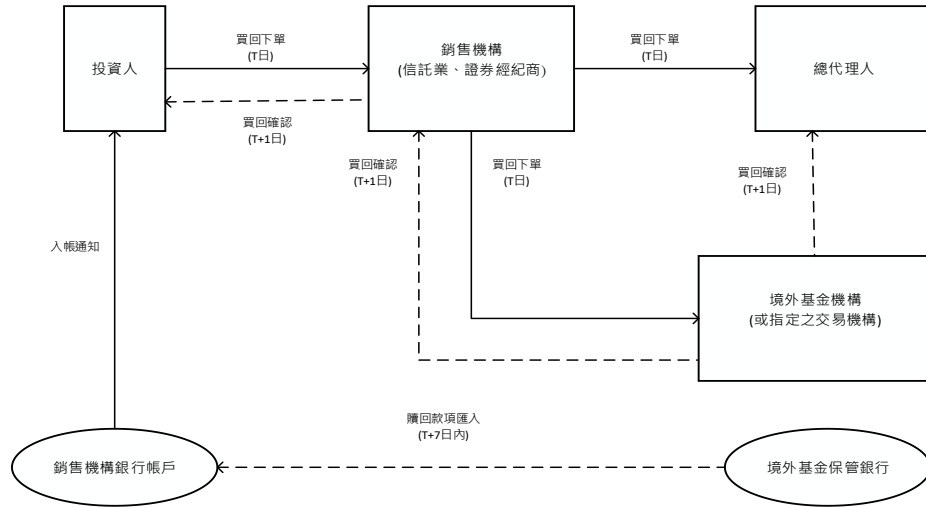 投資人
買回下單
(T日)
銷售機構
(信託業、證券經紀商)
買回下單
(T日)
總代理人
買回確認
(T+1日)
買回確認
(T+1日)
買回下單
(T日)
買回確認
(T+1日)
入帳通知
境外基金機構
(或指定之交易機構)
贖回款項匯入
(T+7日內)
銷售機構銀行帳戶
境外基金保管銀行